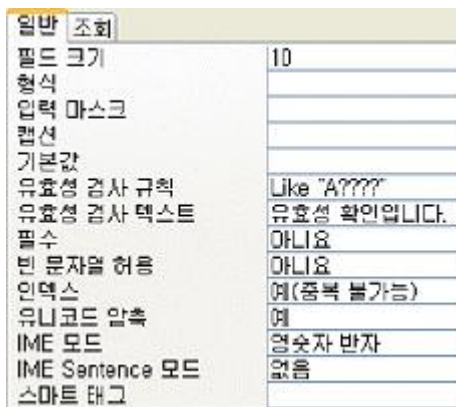 일반 조회
필드 크기 10
형식
입력 마스크
캡션
기본값
유효성 검사 규칙 Like "A????"
유효성 검사 텍스트 유효성 확인입니다.
필수 아니요
빈 문자열 허용 아니요
인덱스 예(중복 불가능)
유니코드 압축 예
IME 모드 영숫자 반자
IME Sentence 모드 없음
스마트 태그